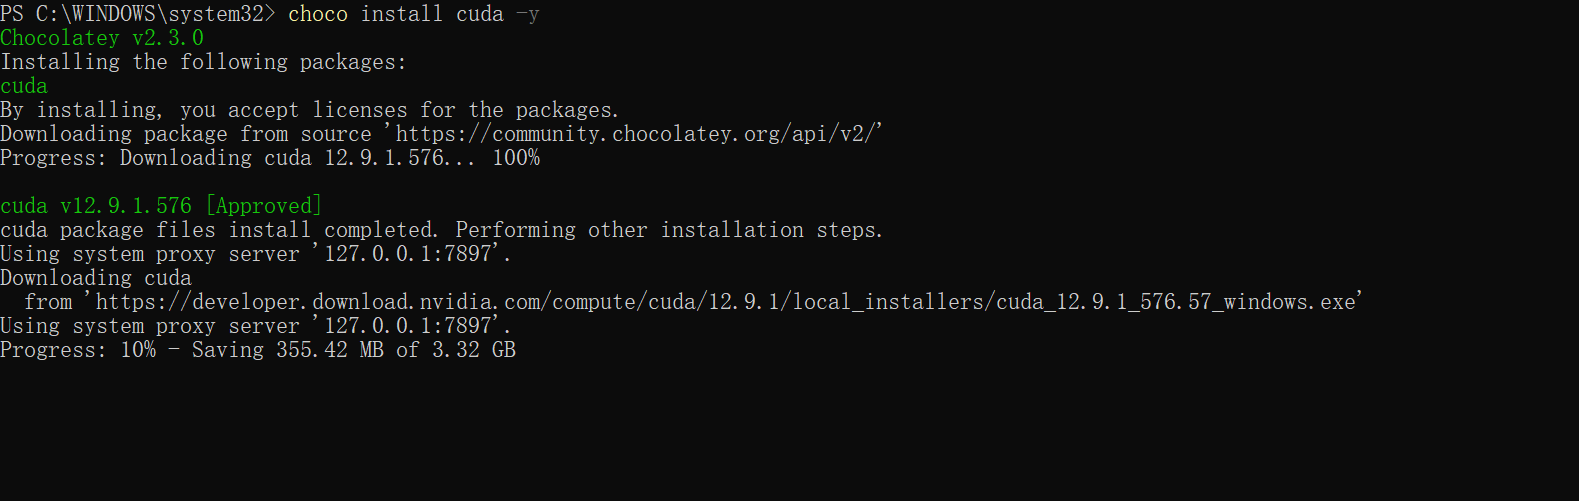 PS C:\WINDOWS\system32> choco install cuda -y
Chocolatey v2.3.0
Installing the following packages:
cuda
By installing, you accept licenses for the packages.
Downloading package from source 'https://community.chocolatey.org/api/v2/'
Progress: Downloading cuda 12.9.1.576... 100%
cuda v12.9.1.576 [Approved]
cuda package files install completed. Performing other installation steps.
Using system proxy server '127.0.0.1:7897'.
Downloading cuda
from 'https://developer.download.nvidia.com/compute/cuda/12.9.1/local_installers/cuda_12.9.1_576.57_windows.exe'
Using system proxy server '127.0.0.1:7897'.
Progress: 10% - Saving 355.42 MB of 3.32 GB